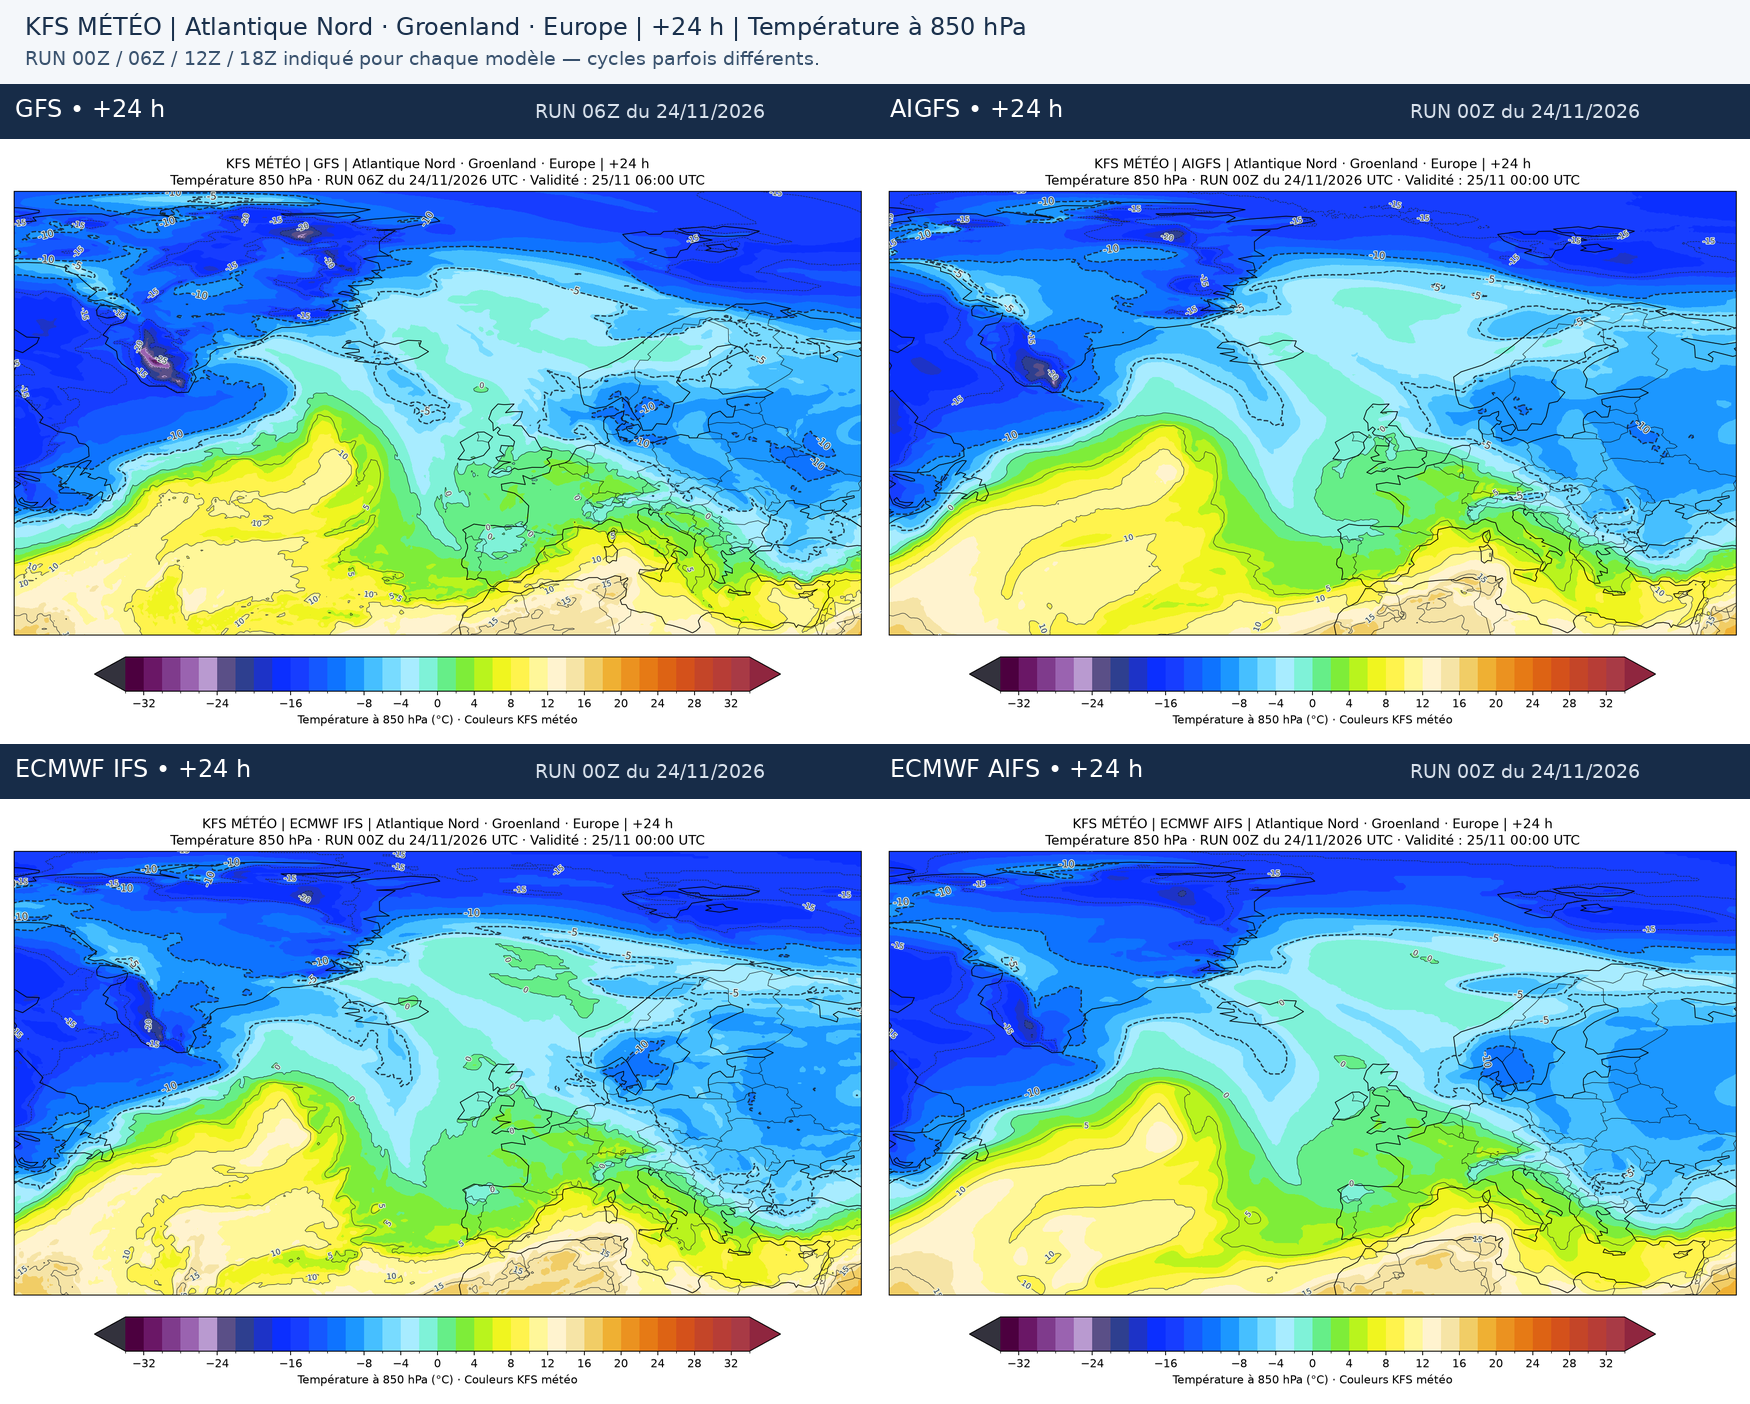 KFS MÉTÉO | Atlantique Nord · Groenland · Europe | +24 h | Température à 850 hPa
RUN 00Z / 06Z / 12Z / 18Z indiqué pour chaque modèle — cycles parfois différents.
GFS • +24 h
RUN 06Z du 24/11/2026
AIGFS • +24 h
RUN 00Z du 24/11/2026
KFS MÉTÉO | GFS | Atlantique Nord · Groenland · Europe | +24 h
Température 850 hPa · RUN 06Z du 24/11/2026 UTC · Validité : 25/11 06:00 UTC
KFS MÉTÉO | AIGFS | Atlantique Nord · Groenland · Europe | +24 h
Température 850 hPa · RUN 00Z du 24/11/2026 UTC · Validité : 25/11 00:00 UTC
−32 −24 −16 −8 −4 0 4 8 12 16 20 24 28 32
Température à 850 hPa (°C) · Couleurs KFS météo
−32 −24 −16 −8 −4 0 4 8 12 16 20 24 28 32
Température à 850 hPa (°C) · Couleurs KFS météo
ECMWF IFS • +24 h
RUN 00Z du 24/11/2026
ECMWF AIFS • +24 h
RUN 00Z du 24/11/2026
KFS MÉTÉO | ECMWF IFS | Atlantique Nord · Groenland · Europe | +24 h
Température 850 hPa · RUN 00Z du 24/11/2026 UTC · Validité : 25/11 00:00 UTC
KFS MÉTÉO | ECMWF AIFS | Atlantique Nord · Groenland · Europe | +24 h
Température 850 hPa · RUN 00Z du 24/11/2026 UTC · Validité : 25/11 00:00 UTC
−32 −24 −16 −8 −4 0 4 8 12 16 20 24 28 32
Température à 850 hPa (°C) · Couleurs KFS météo
−32 −24 −16 −8 −4 0 4 8 12 16 20 24 28 32
Température à 850 hPa (°C) · Couleurs KFS météo